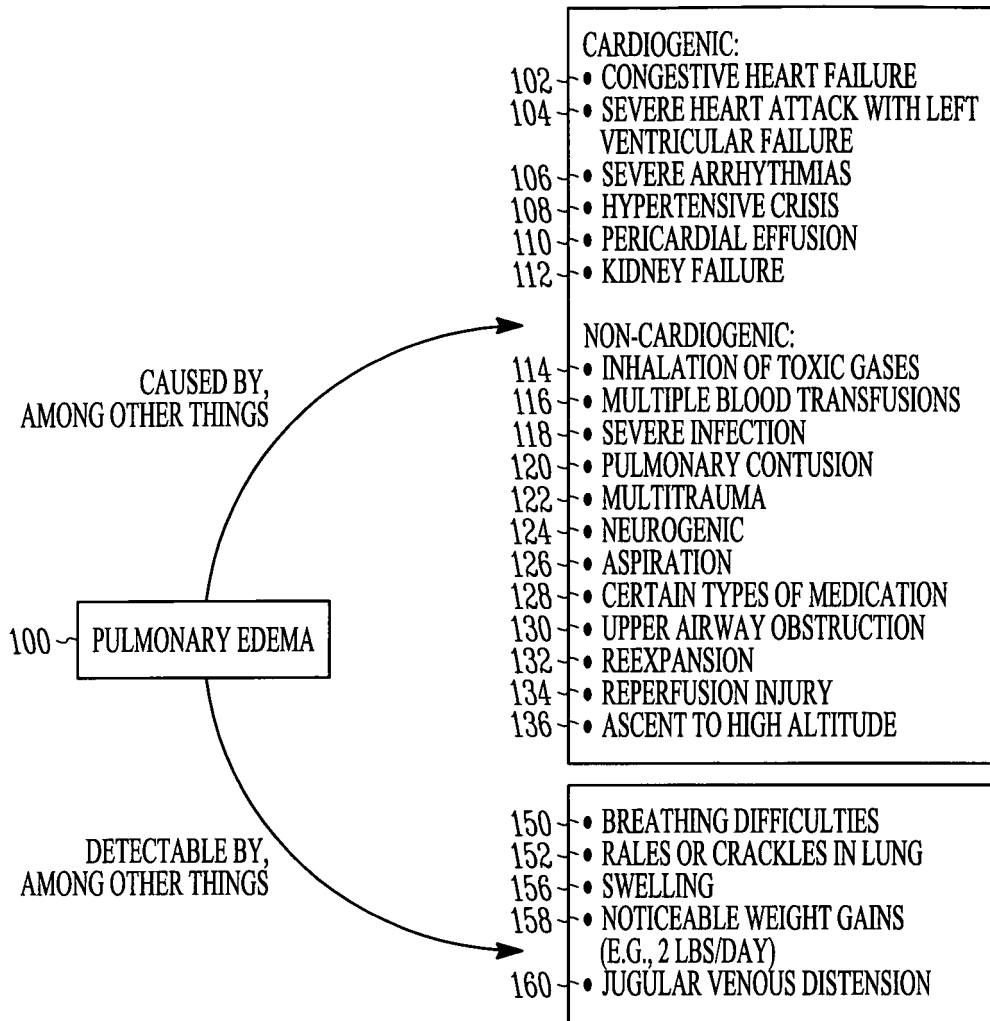 CARDIOGENIC:
102 • CONGESTIVE HEART FAILURE
104 • SEVERE HEART ATTACK WITH LEFT
VENTRICULAR FAILURE
106 • SEVERE ARRHYTHMIAS
108 • HYPERTENSIVE CRISIS
110 • PERICARDIAL EFFUSION
112 • KIDNEY FAILURE
NON-CARDIOGENIC:
114 • INHALATION OF TOXIC GASES
116 • MULTIPLE BLOOD TRANSFUSIONS
118 • SEVERE INFECTION
120 • PULMONARY CONTUSION
122 • MULTITRAUMA
124 • NEUROGENIC
126 • ASPIRATION
128 • CERTAIN TYPES OF MEDICATION
130 • UPPER AIRWAY OBSTRUCTION
132 • REEXPANSION
134 • REPERFUSION INJURY
136 • ASCENT TO HIGH ALTITUDE
CAUSED BY,
AMONG OTHER THINGS
100 PULMONARY EDEMA
DETECTABLE BY,
AMONG OTHER THINGS
150 • BREATHING DIFFICULTIES
152 • RALES OR CRACKLES IN LUNG
156 • SWELLING
158 • NOTICEABLE WEIGHT GAINS
(E.G., 2 LBS/DAY)
160 • JUGULAR VENOUS DISTENSION